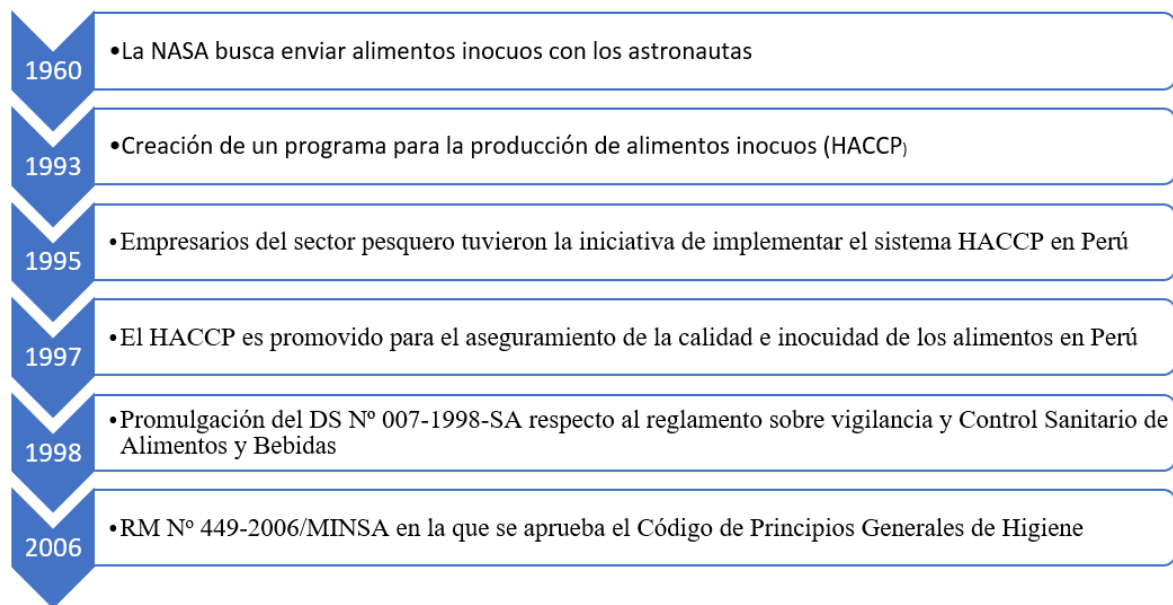 1960
•La NASA busca enviar alimentos inocuos con los astronautas
1993
•Creación de un programa para la producción de alimentos inocuos (HACCP)
1995
•Empresarios del sector pesquero tuvieron la iniciativa de implementar el sistema HACCP en Perú
1997
•El HACCP es promovido para el aseguramiento de la calidad e inocuidad de los alimentos en Perú
1998
•Promulgación del DS Nº 007-1998-SA respecto al reglamento sobre vigilancia y Control Sanitario de
Alimentos y Bebidas
2006
•RM Nº 449-2006/MINSA en la que se aprueba el Código de Principios Generales de Higiene